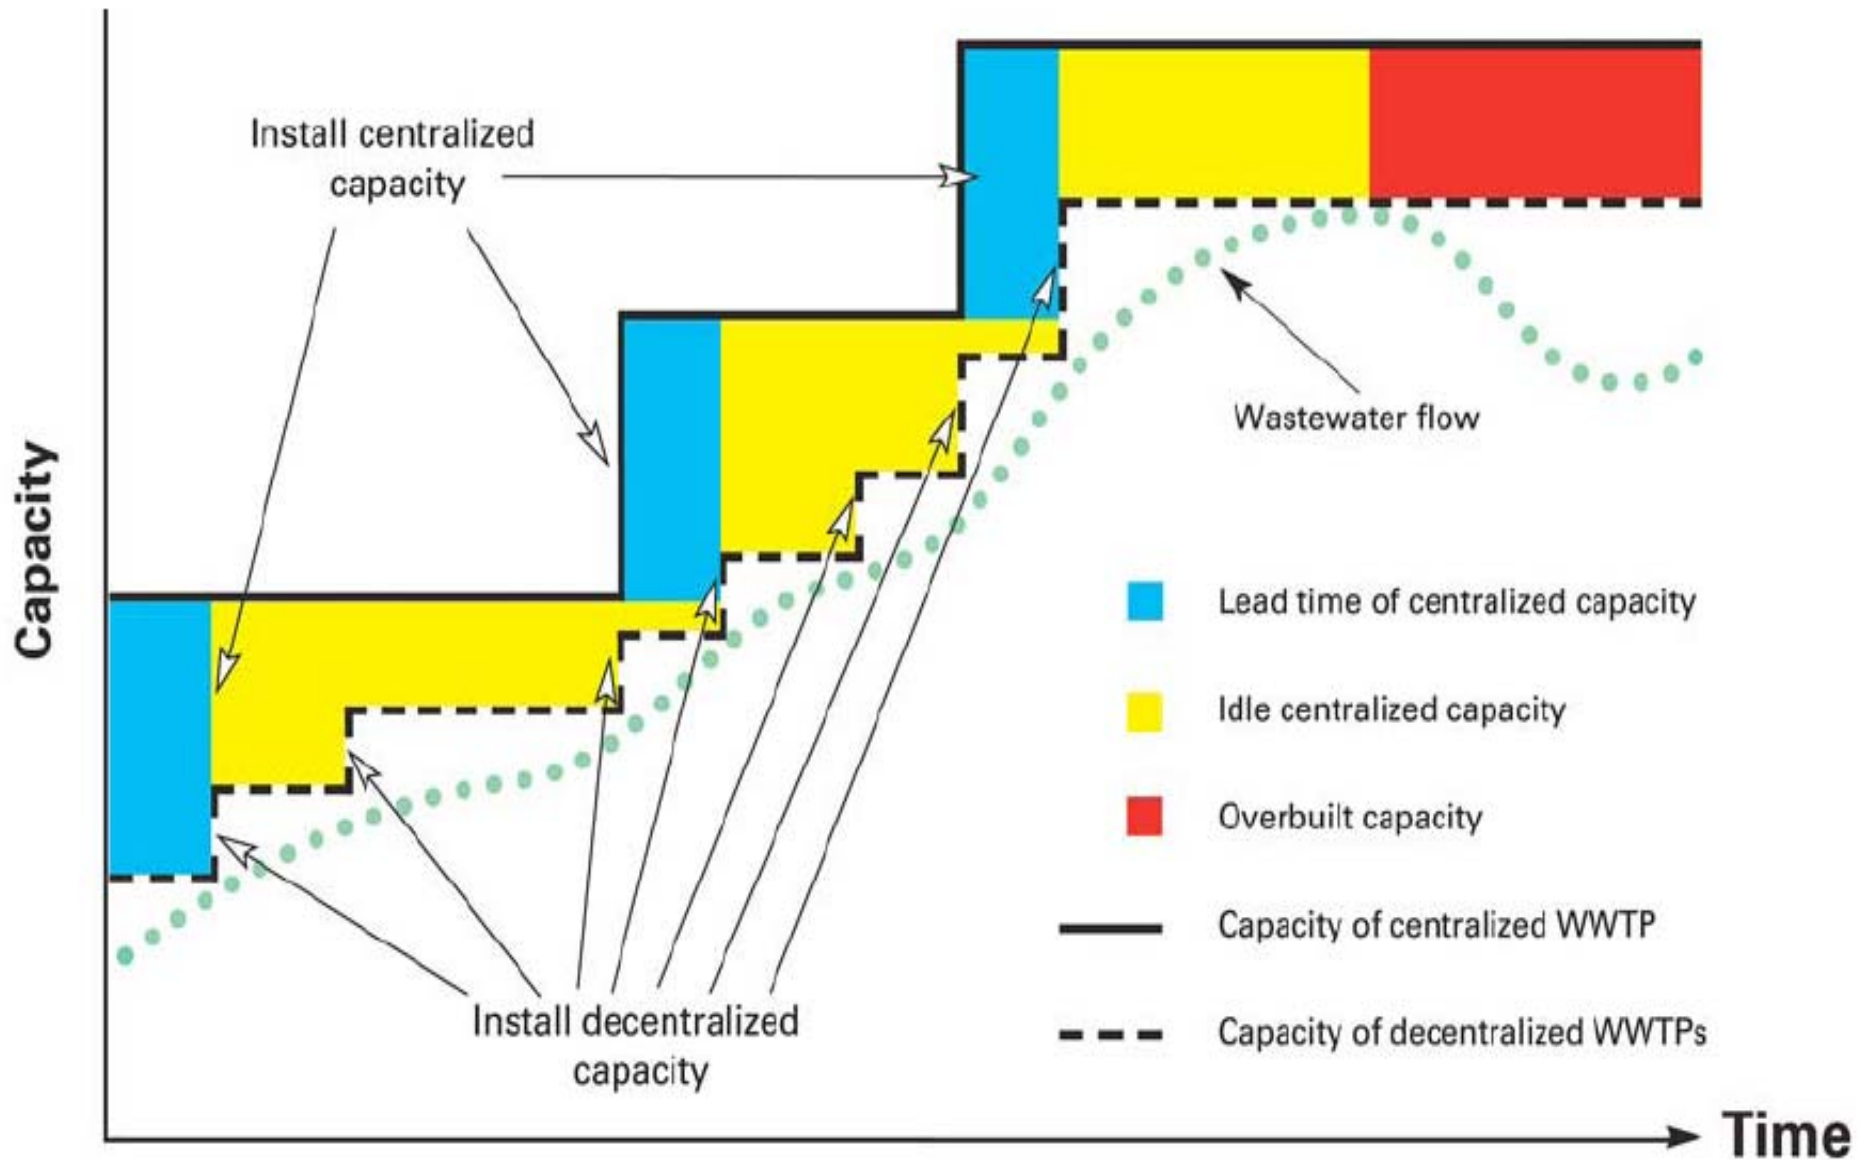 Install centralized
capacity
Wastewater flow
Capacity
Lead time of centralized capacity
Idle centralized capacity
Overbuilt capacity
Capacity of centralized WWTP
Capacity of decentralized WWTPs
Install decentralized
capacity
Time